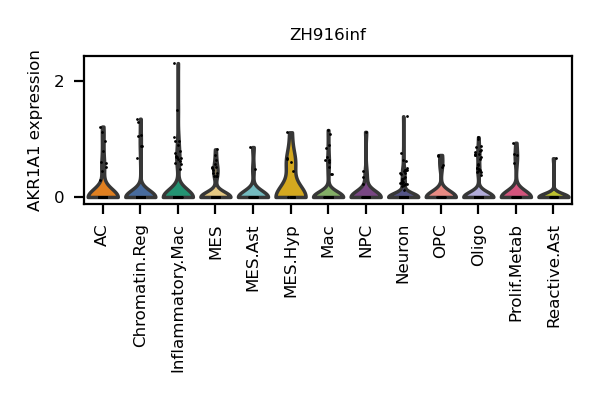 ZH916inf
AKR1A1 expression
2
0
AC
Chromatin.Reg
Inflammatory.Mac
MES
MES.Ast
MES.Hyp
Mac
NPC
Neuron
OPC
Oligo
Prolif.Metab
Reactive.Ast